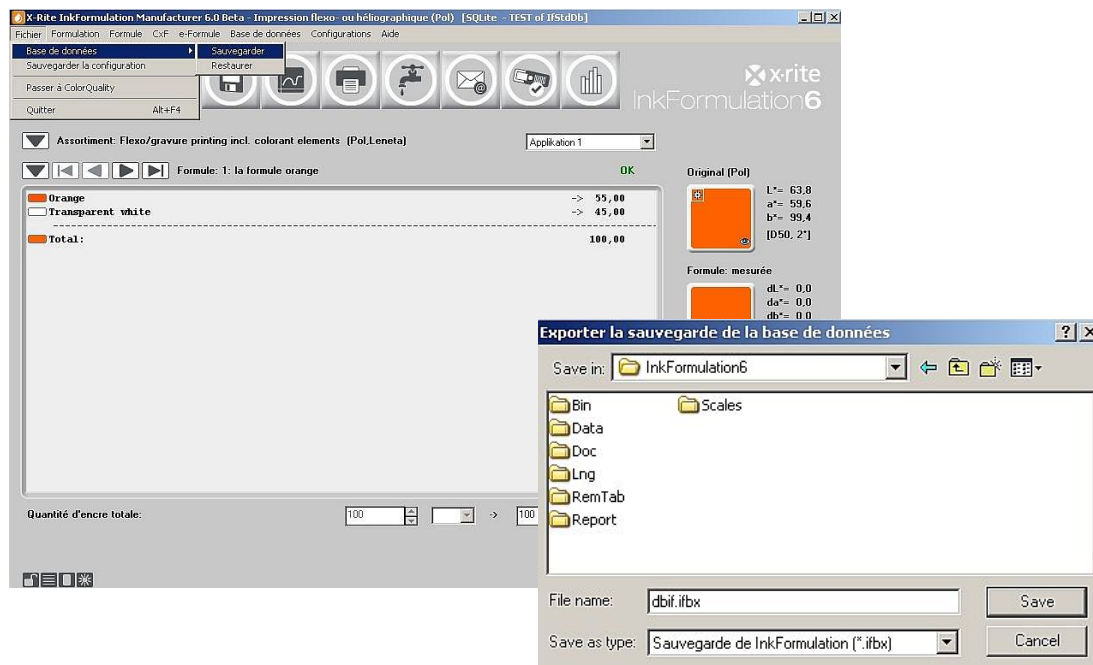 X-Rite InkFormulation Manufacturer 6.0 Beta - Impression flexo- ou héliographique (Pol) [SQLite - TEST of IfStdDb]
Fichier Formulation Formule CxF e-Formule Base de données Configurations Aide
Base de données Sauvegarder
Sauvegarder la configuration Restaurer
Passer à ColorQuality
Quitter Alt+F4
x·rite
InkFormulation6
Assortiment: Flexo/gravure printing incl. colorant elements (Pol,Leneta) Applikation 1
Formule: 1: la formule orange OK Original (Pol)
Orange -> 55,00
Transparent white -> 45,00
Total: 100,00
L*= 63,8
a*= 59,6
b*= 99,4
[D50, 2°]
Formule: mesurée
dL*= 0,0
da*= 0,0
db*= 0,0
Quantité d'encre totale: 100 -> 100
Exporter la sauvegarde de la base de données
Save in: InkFormulation6
Bin Scales
Data
Doc
Lng
RemTab
Report
File name: dbif.ifbx Save
Save as type: Sauvegarde de InkFormulation (*.ifbx) Cancel